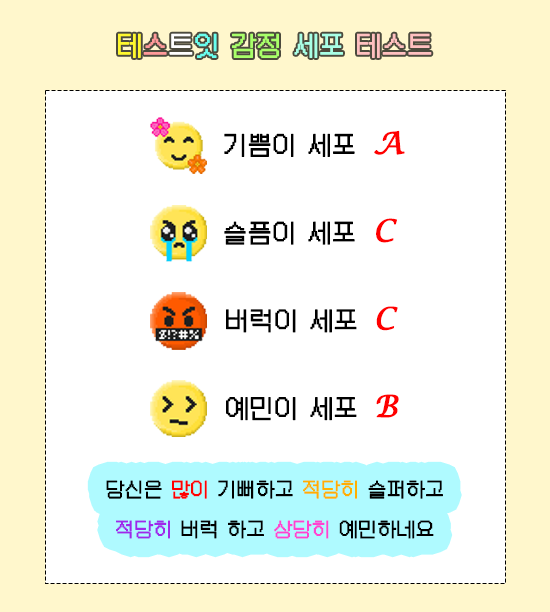 테스트잇 감정 세포 테스트
기쁨이 세포 A
슬픔이 세포 C
$!?#%
버럭이 세포 C
예민이 세포 B
당신은 많이 기뻐하고 적당히 슬퍼하고
적당히 버럭 하고 상당히 예민하네요